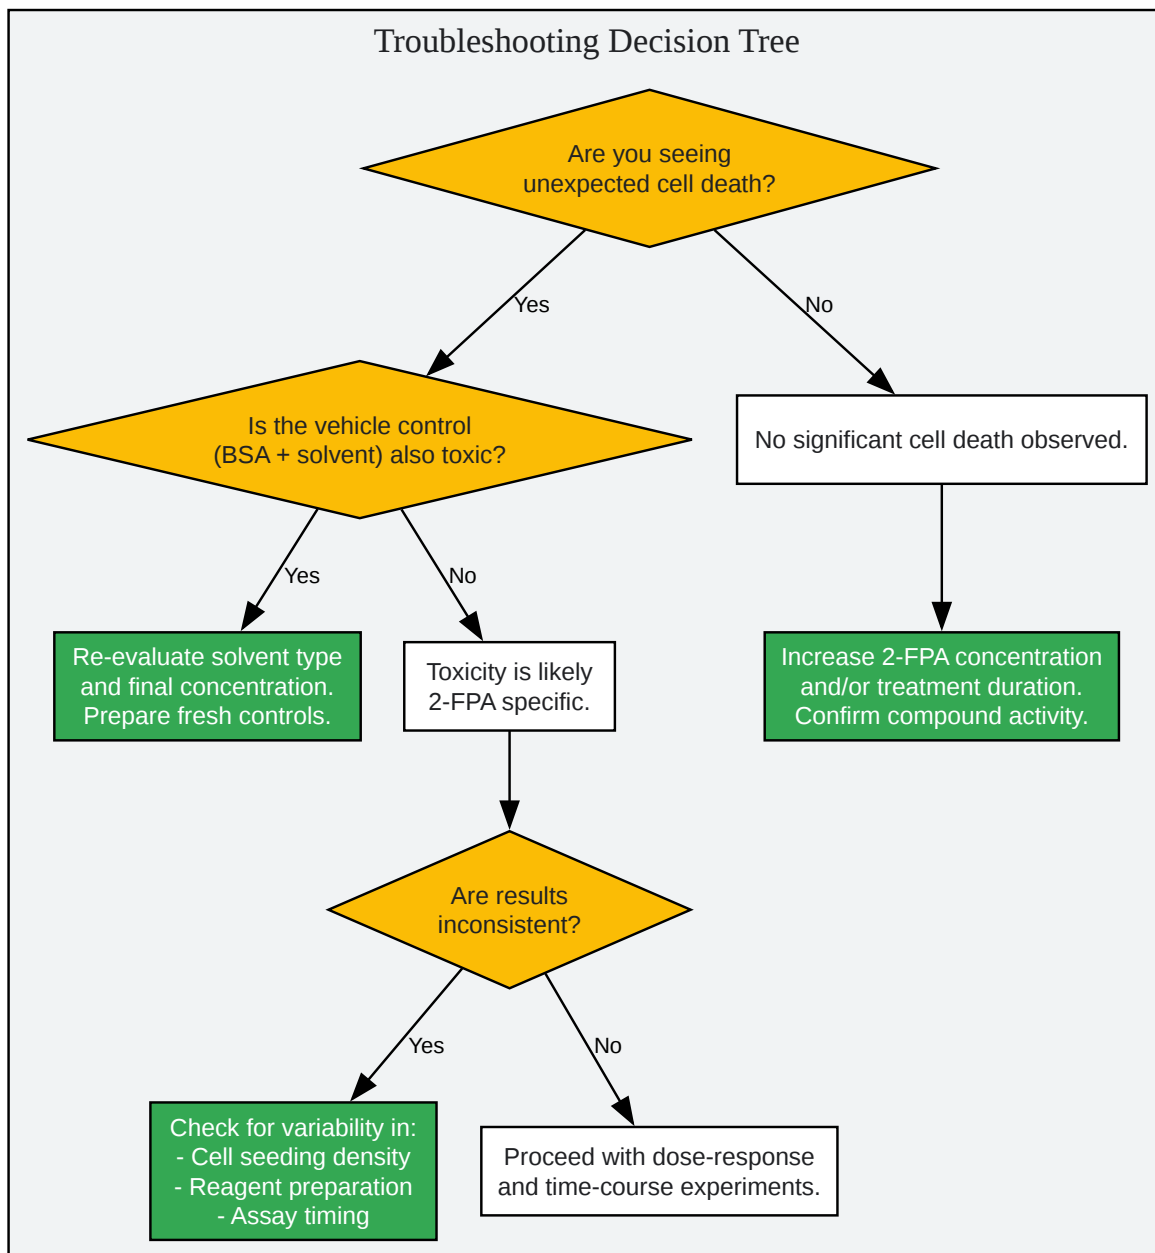 Troubleshooting Decision Tree
Are you seeing
unexpected cell death?
Yes
No
Is the vehicle control
(BSA + solvent) also toxic?
No significant cell death observed.
Yes
No
Re-evaluate solvent type
and final concentration.
Prepare fresh controls.
Toxicity is likely
2-FPA specific.
Increase 2-FPA concentration
and/or treatment duration.
Confirm compound activity.
Are results
inconsistent?
Yes
No
Check for variability in:
- Cell seeding density
- Reagent preparation
- Assay timing
Proceed with dose-response
and time-course experiments.